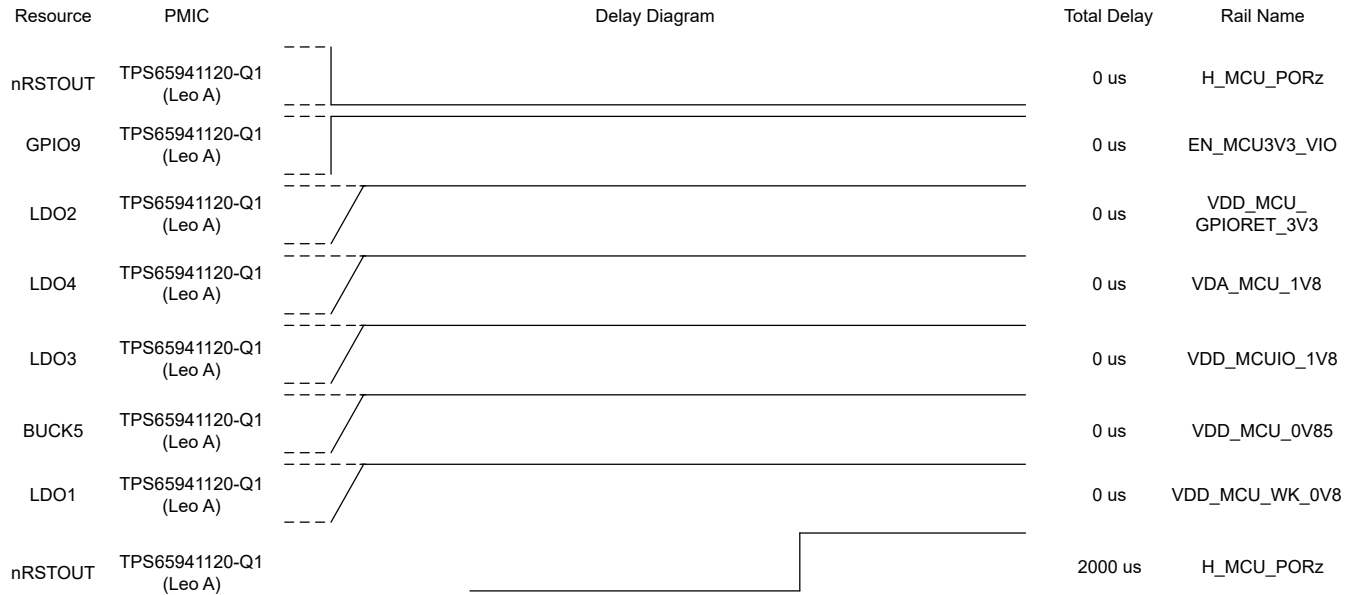 Resource PMIC Delay Diagram Total Delay Rail Name
nRSTOUT TPS65941120-Q1 (Leo A) 0 us H_MCU_PORz
GPIO9 TPS65941120-Q1 (Leo A) 0 us EN_MCU3V3_VIO
LDO2 TPS65941120-Q1 (Leo A) 0 us VDD_MCU_ GPIORET_3V3
LDO4 TPS65941120-Q1 (Leo A) 0 us VDA_MCU_1V8
LDO3 TPS65941120-Q1 (Leo A) 0 us VDD_MCUIO_1V8
BUCK5 TPS65941120-Q1 (Leo A) 0 us VDD_MCU_0V85
LDO1 TPS65941120-Q1 (Leo A) 0 us VDD_MCU_WK_0V8
nRSTOUT TPS65941120-Q1 (Leo A) 2000 us H_MCU_PORz